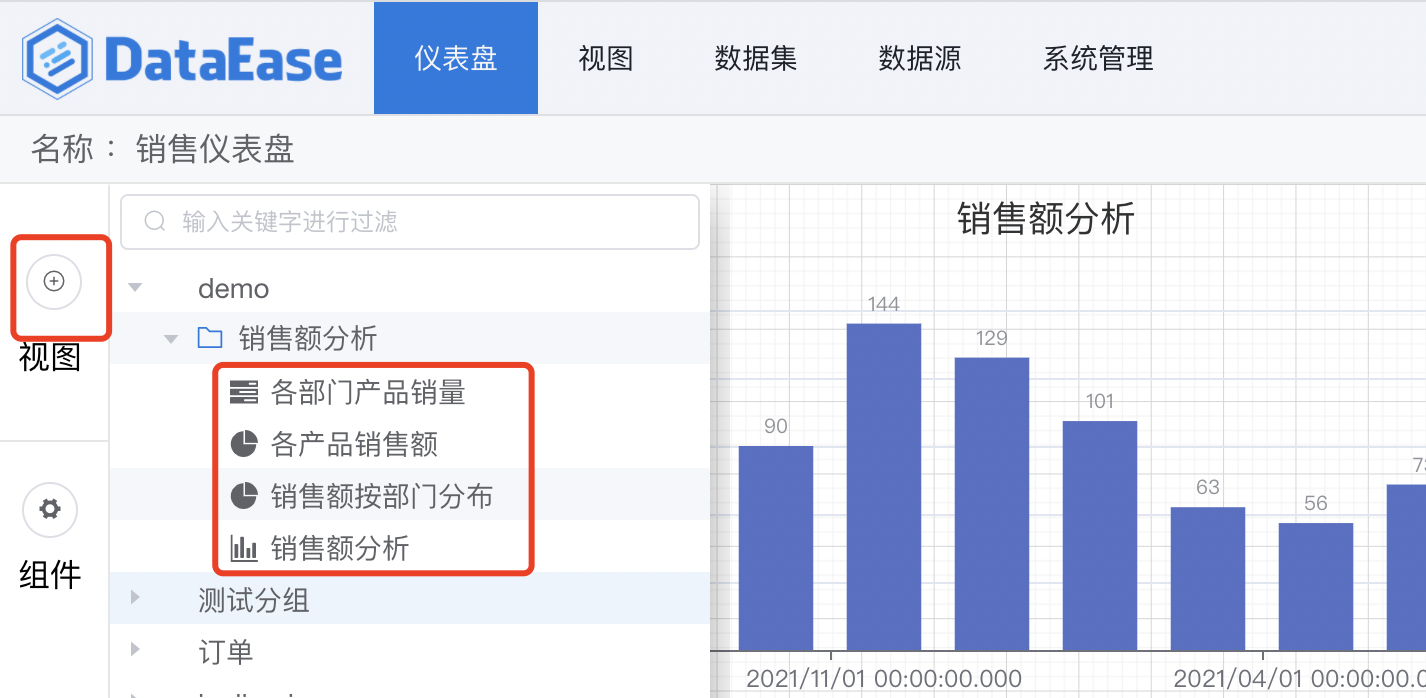 DataEase 仪表盘 视图 数据集 数据源 系统管理
名称： 销售仪表盘
输入关键字进行过滤
视图
组件
demo
销售额分析
各部门产品销量
各产品销售额
销售额按部门分布
销售额分析
测试分组
订单
销售额分析
90
144
129
101
63
56
2021/11/01 00:00:00.000
2021/04/01 00:00:00.